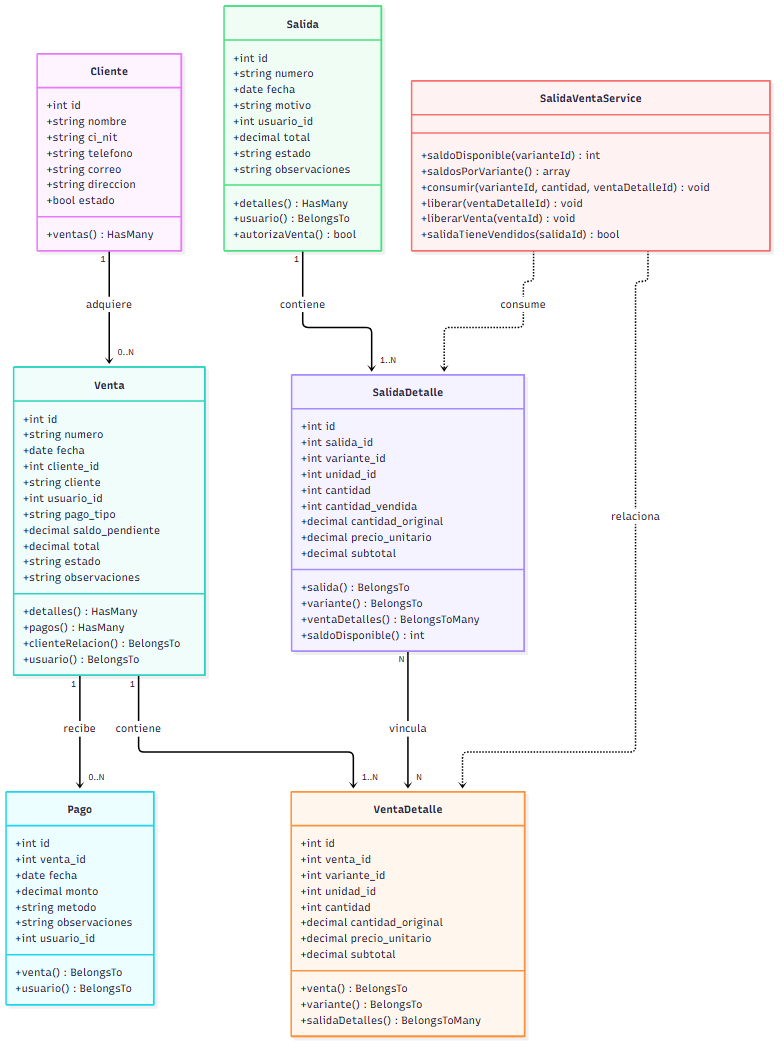 Salida
+int id
+string numero
+date fecha
+string motivo
+int usuario_id
+decimal total
+string estado
+string observaciones
+detalles() : HasMany
+usuario() : BelongsTo
+autorizaVenta() : bool
Cliente
+int id
+string nombre
+string ci_nit
+string telefono
+string correo
+string direccion
+bool estado
+ventas() : HasMany
SalidaVentaService
+saldoDisponible(varianteId) : int
+saldosPorVariante() : array
+consumir(varianteId, cantidad, ventaDetalleId) : void
+liberar(ventaDetalleId) : void
+liberarVenta(ventaId) : void
+salidaTieneVendidos(salidaId) : bool
1
1
adquiere
contiene
consume
0..N
1..N
Venta
+int id
+string numero
+date fecha
+int cliente_id
+string cliente
+int usuario_id
+string pago_tipo
+decimal saldo_pendiente
+decimal total
+string estado
+string observaciones
+detalles() : HasMany
+pagos() : HasMany
+clienteRelacion() : BelongsTo
+usuario() : BelongsTo
SalidaDetalle
+int id
+int salida_id
+int variante_id
+int unidad_id
+int cantidad
+int cantidad_vendida
+decimal cantidad_original
+decimal precio_unitario
+decimal subtotal
+salida() : BelongsTo
+variante() : BelongsTo
+ventaDetalles() : BelongsToMany
+saldoDisponible() : int
relaciona
1
1
N
recibe
contiene
vincula
0..N
1..N
N
Pago
+int id
+int venta_id
+date fecha
+decimal monto
+string metodo
+string observaciones
+int usuario_id
+venta() : BelongsTo
+usuario() : BelongsTo
VentaDetalle
+int id
+int venta_id
+int variante_id
+int unidad_id
+int cantidad
+decimal cantidad_original
+decimal precio_unitario
+decimal subtotal
+venta() : BelongsTo
+variante() : BelongsTo
+salidaDetalles() : BelongsToMany